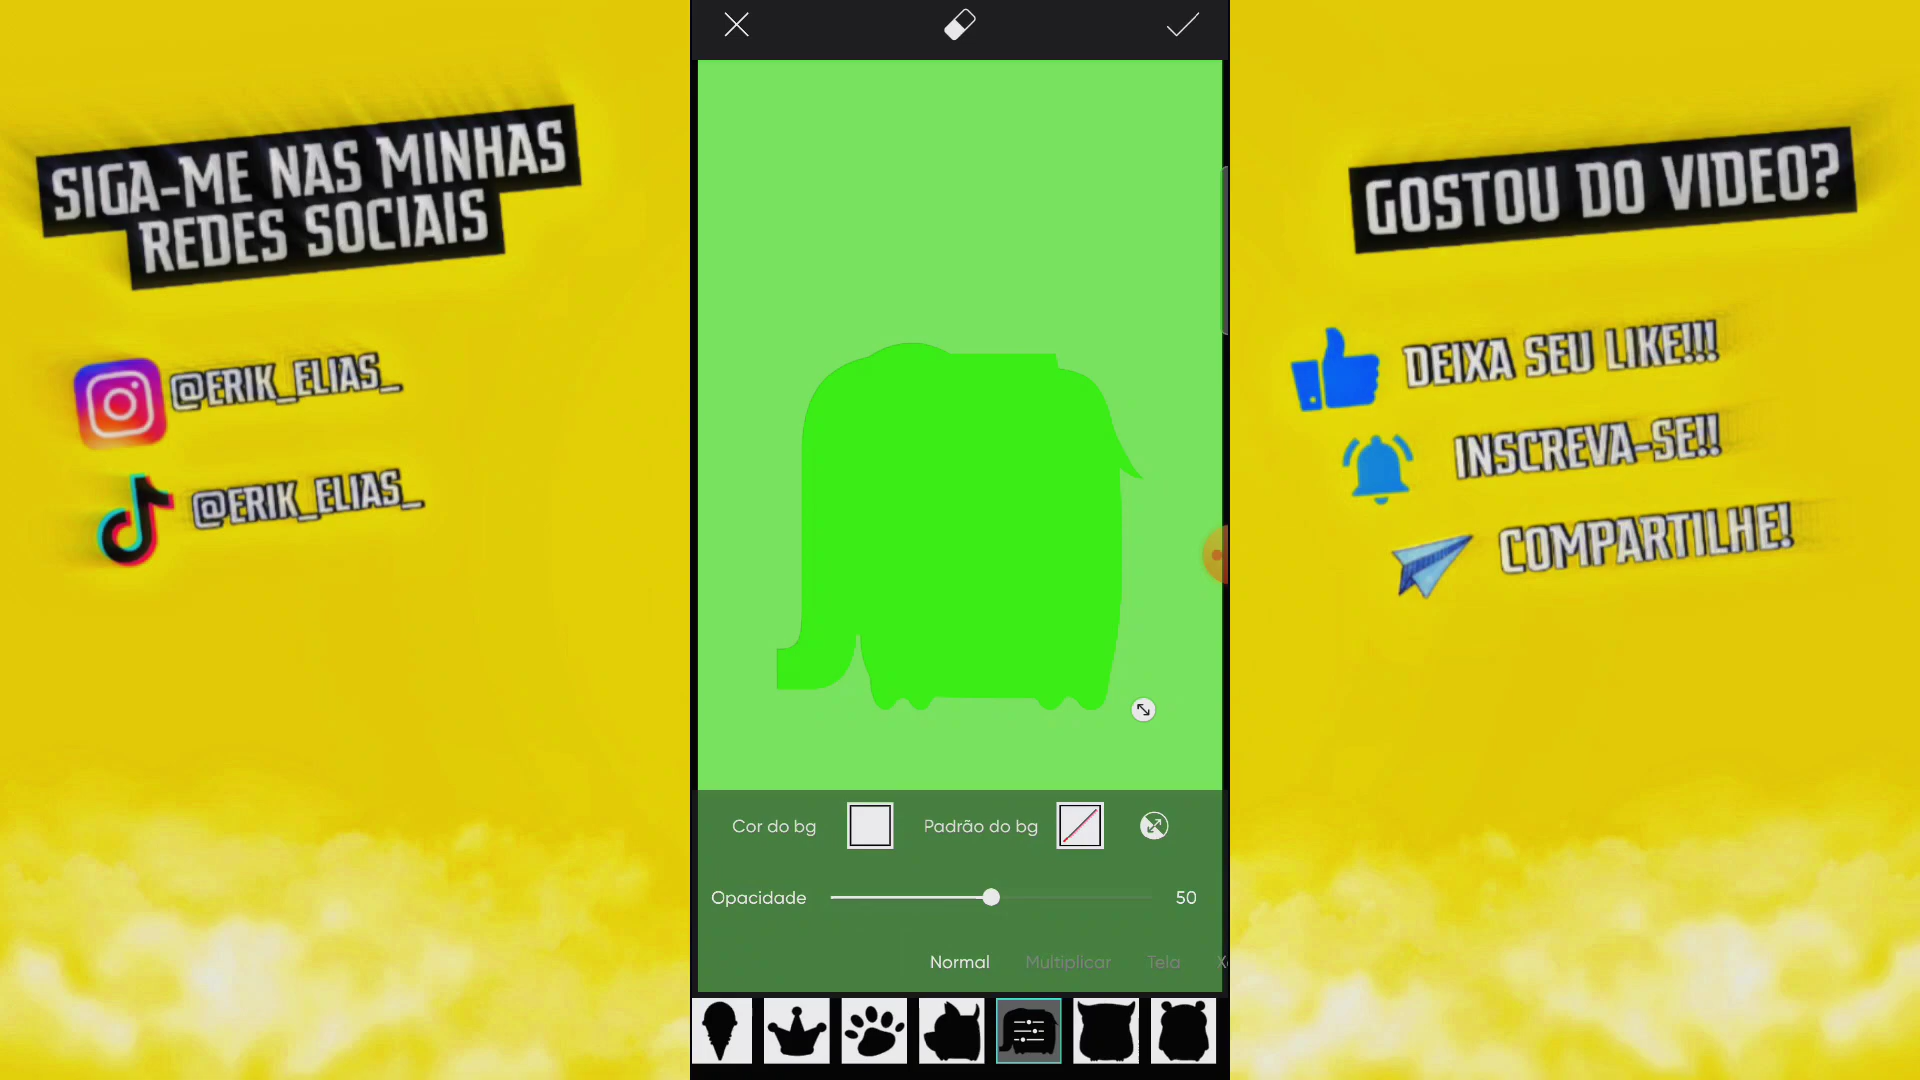 SIGA-ME NAS MINHAS
REDES SOCIAIS
@ERIK_ELIAS_
@ERIK_ELIAS_
Cor do bg
Padrão do bg
Opacidade
50
Normal
Multiplicar
Tela
GOSTOU DO VIDEO?
DEIXA SEU LIKE!!!
INSCREVA-SE!!
COMPARTILHE!